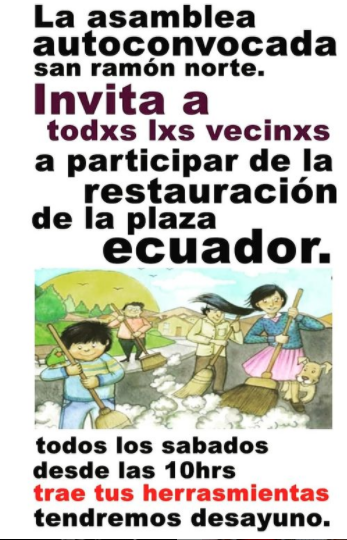 La asamblea
autoconvocada
san ramón norte.
Invita a
todxs lxs vecinxs
a participar de la
restauración
de la plaza
ecuador.
todos los sabados
desde las 10hrs
trae tus herrasmientas
tendremos desayuno.